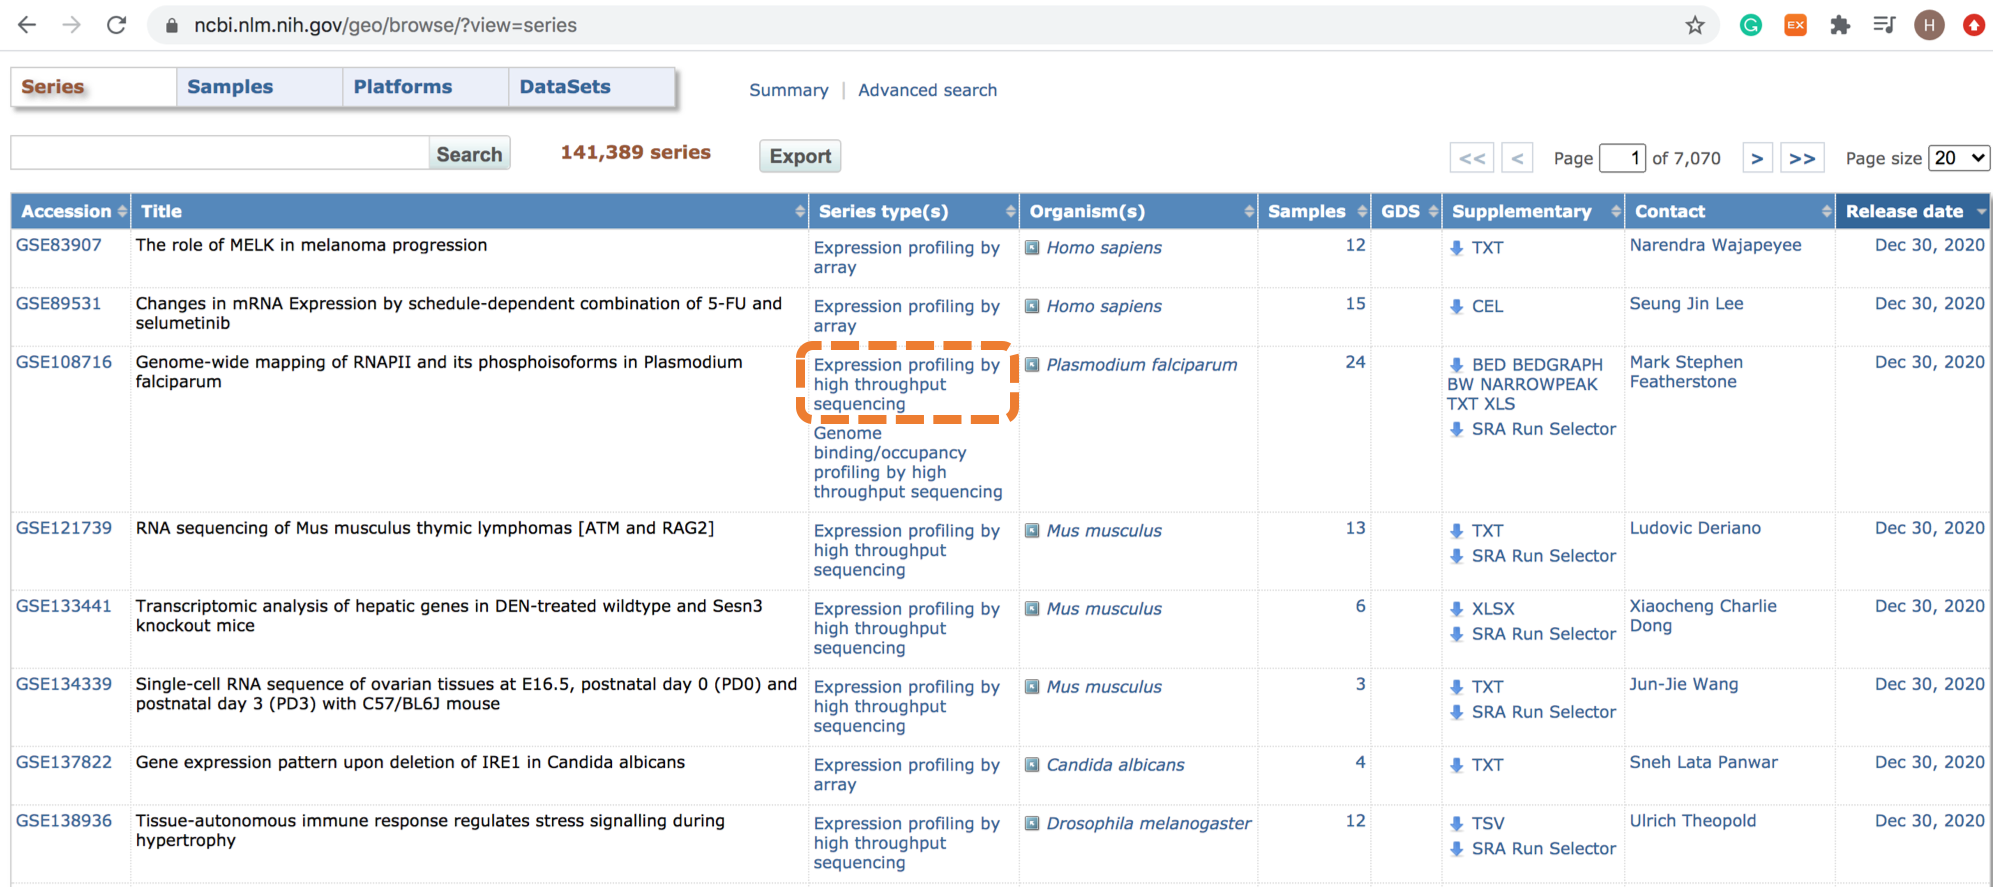 ncbi.nlm.nih.gov/geo/browse/?view=series
EX
H
Series Samples Platforms DataSets Summary | Advanced search
Search 141,389 series Export << < Page 1 of 7,070 > >> Page size 20
Accession Title Series type(s) Organism(s) Samples GDS Supplementary Contact Release date
GSE83907 The role of MELK in melanoma progression Expression profiling by Homo sapiens 12 TXT Narendra Wajapeyee Dec 30, 2020
array
GSE89531 Changes in mRNA Expression by schedule-dependent combination of 5-FU and Expression profiling by Homo sapiens 15 CEL Seung Jin Lee Dec 30, 2020
selumetinib array
GSE108716 Genome-wide mapping of RNAPII and its phosphoisoforms in Plasmodium Expression profiling by Plasmodium falciparum 24 BED BEDGRAPH Mark Stephen Dec 30, 2020
falciparum high throughput BW NARROWPEAK Featherstone
sequencing TXT XLS
Genome SRA Run Selector
binding/occupancy
profiling by high
throughput sequencing
GSE121739 RNA sequencing of Mus musculus thymic lymphomas [ATM and RAG2] Expression profiling by Mus musculus 13 TXT Ludovic Deriano Dec 30, 2020
high throughput SRA Run Selector
sequencing
GSE133441 Transcriptomic analysis of hepatic genes in DEN-treated wildtype and Sesn3 Expression profiling by Mus musculus 6 XLSX Xiaocheng Charlie Dec 30, 2020
knockout mice high throughput SRA Run Selector Dong
sequencing
GSE134339 Single-cell RNA sequence of ovarian tissues at E16.5, postnatal day 0 (PD0) and Expression profiling by Mus musculus 3 TXT Jun-Jie Wang Dec 30, 2020
postnatal day 3 (PD3) with C57/BL6J mouse high throughput SRA Run Selector
sequencing
GSE137822 Gene expression pattern upon deletion of IRE1 in Candida albicans Expression profiling by Candida albicans 4 TXT Sneh Lata Panwar Dec 30, 2020
array
GSE138936 Tissue-autonomous immune response regulates stress signalling during Expression profiling by Drosophila melanogaster 12 TSV Ulrich Theopold Dec 30, 2020
hypertrophy high throughput SRA Run Selector
sequencing